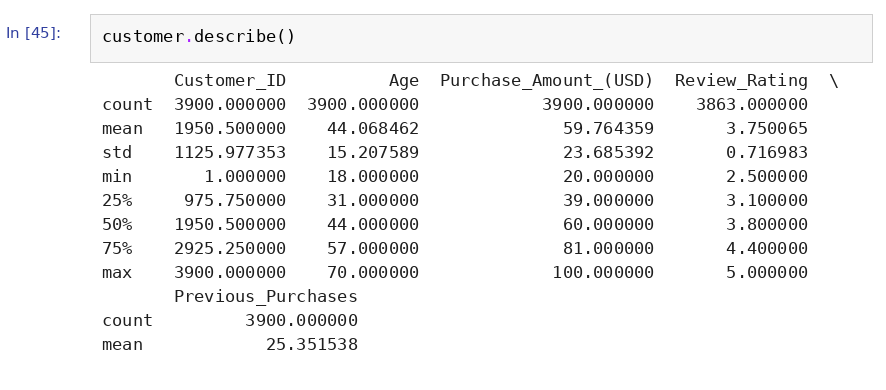 In [45]:
customer.describe()
Customer_ID Age Purchase_Amount_(USD) Review_Rating \
count 3900.000000 3900.000000 3900.000000 3863.000000
mean 1950.500000 44.068462 59.764359 3.750065
std 1125.977353 15.207589 23.685392 0.716983
min 1.000000 18.000000 20.000000 2.500000
25% 975.750000 31.000000 39.000000 3.100000
50% 1950.500000 44.000000 60.000000 3.800000
75% 2925.250000 57.000000 81.000000 4.400000
max 3900.000000 70.000000 100.000000 5.000000
Previous_Purchases
count 3900.000000
mean 25.351538